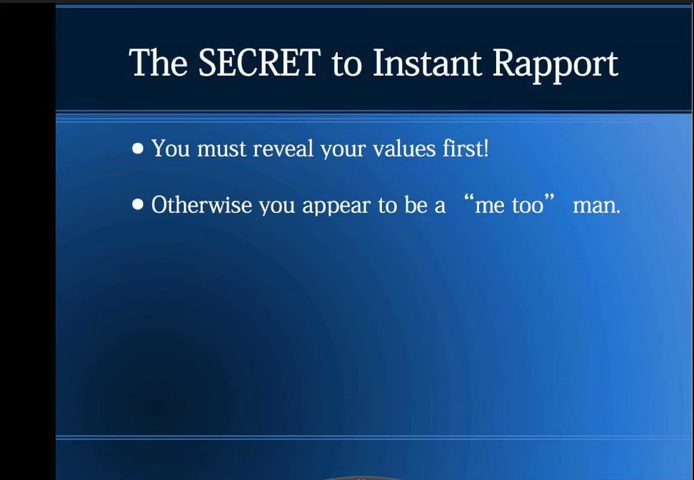 The SECRET to Instant Rapport
You must reveal your values first!
Otherwise you appear to be a “me too” man.